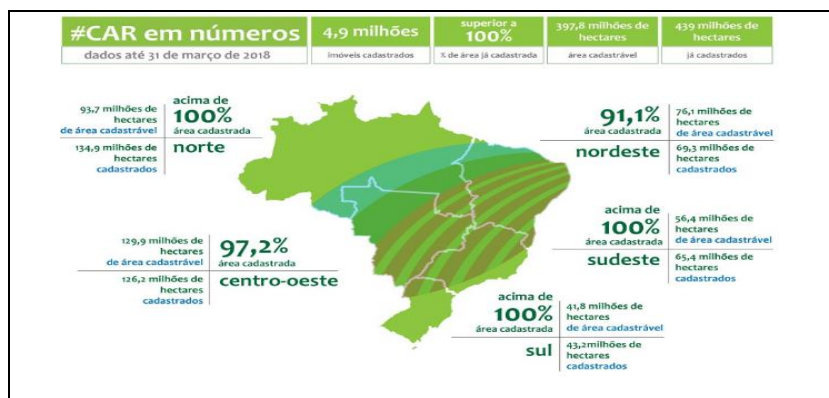 #CAR em números
dados até 31 de março de 2018
4,9 milhões
imóveis cadastrados
superior a
100%
% de área já cadastrada
397,8 milhões de
hectares
área cadastrável
439 milhões de
hectares
já cadastrados
93,7 milhões de
hectares
de área cadastrável
134,9 milhões de
hectares
cadastrados
acima de
100%
área cadastrada
norte
91,1%
área cadastrada
nordeste
76,1 milhões de
hectares
de área cadastrável
69,3 milhões de
hectares
cadastrados
129,9 milhões de
hectares
de área cadastrável
126,2 milhões de
hectares
cadastrados
97,2%
área cadastrada
centro-oeste
acima de
100%
área cadastrada
sudeste
56,4 milhões de
hectares
de área cadastrável
65,4 milhões de
hectares
cadastrados
acima de
100%
área cadastrada
sul
41,8 milhões de
hectares
de área cadastrável
43,2milhões de
hectares
cadastrados